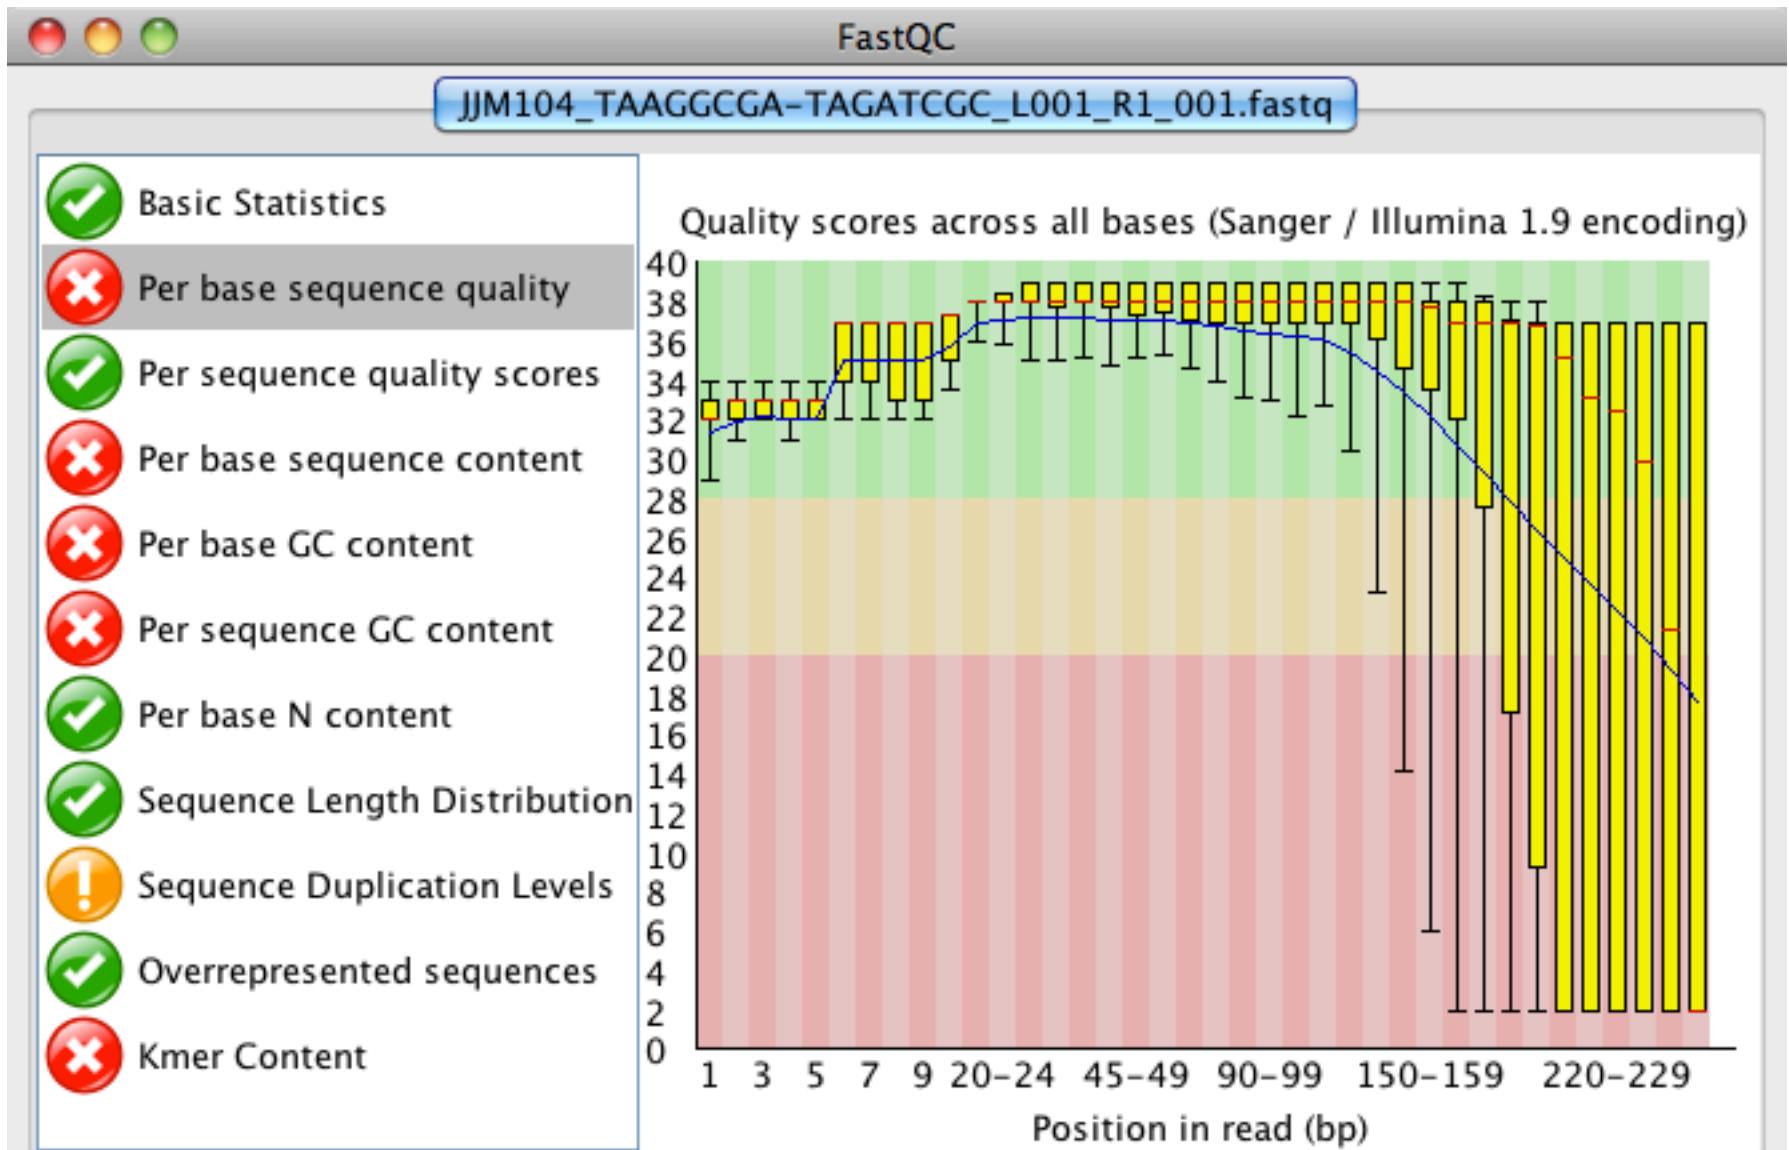 FastQC
JJM104_TAAGGCGA-TAGATCGC_L001_R1_001.fastq
Basic Statistics
Per base sequence quality
Per sequence quality scores
Per base sequence content
Per base GC content
Per sequence GC content
Per base N content
Sequence Length Distribution
Sequence Duplication Levels
Overrepresented sequences
Kmer Content
Quality scores across all bases (Sanger / Illumina 1.9 encoding)
40
38
36
34
32
30
28
26
24
22
20
18
16
14
12
10
8
6
4
2
0
1 3 5 7 9 20-24 45-49 90-99 150-159 220-229
Position in read (bp)